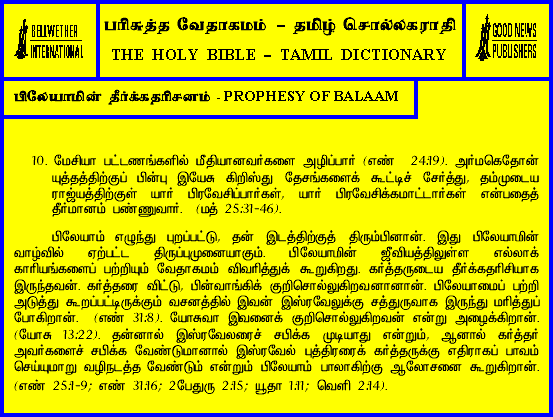 BELLWETHER
INTERNATIONAL
பரிசுத்த வேதாகமம் – தமிழ் சொல்லகராதி
THE HOLY BIBLE – TAMIL DICTIONARY
GOOD NEWS
PUBLISHERS
பிலேயாமின் தீர்க்கதரிசனம் - PROPHESY OF BALAAM
10. மேசியா பட்டணங்களில் மீதியானவர்களை அழிப்பார் (எண் 24:19). அர்மகெதோன்
யுத்தத்திற்குப் பின்பு இயேசு கிறிஸ்து தேசங்களைக் கூட்டிச் சேர்த்து, தம்முடைய
ராஜ்யத்திற்குள் யார் பிரவேசிப்பார்கள், யார் பிரவேசிக்கமாட்டார்கள் என்பதைத்
தீர்மானம் பண்ணுவார். (மத் 25:31-46).
பிலேயாம் எழுந்து புறப்பட்டு, தன் இடத்திற்குத் திரும்பினான். இது பிலேயாமின்
வாழ்வில் ஏற்பட்ட திருப்புமுனையாகும். பிலேயாமின் ஜீவியத்திலுள்ள எல்லாக்
காரியங்களைப் பற்றியும் வேதாகமம் விவரித்துக் கூறுகிறது. கர்த்தருடைய தீர்க்கதரிசியாக
இருந்தவன். கர்த்தரை விட்டு, பின்வாங்கிக் குறிசொல்லுகிறவனானான். பிலேயாமைப் பற்றி
அடுத்து கூறப்பட்டிருக்கும் வசனத்தில் இவன் இஸ்ரவேலுக்கு சத்துருவாக இருந்து மரித்துப்
போகிறான். (எண் 31:8). யோசுவா இவனைக் குறிசொல்லுகிறவன் என்று அழைக்கிறான்.
(யோசு 13:22). தன்னால் இஸ்ரவேலரைச் சபிக்க முடியாது என்றும், ஆனால் கர்த்தர்
அவர்களைச் சபிக்க வேண்டுமானால் இஸ்ரவேல் புத்திரரைக் கர்த்தருக்கு எதிராகப் பாவம்
செய்யுமாறு வழிநடத்த வேண்டும் என்றும் பிலேயாம் பாலாகிற்கு ஆலோசனை கூறுகிறான்.
(எண் 25:1-9; எண் 31:16; 2பேதுரு 2:15; யூதா 1:11; வெளி 2:14).